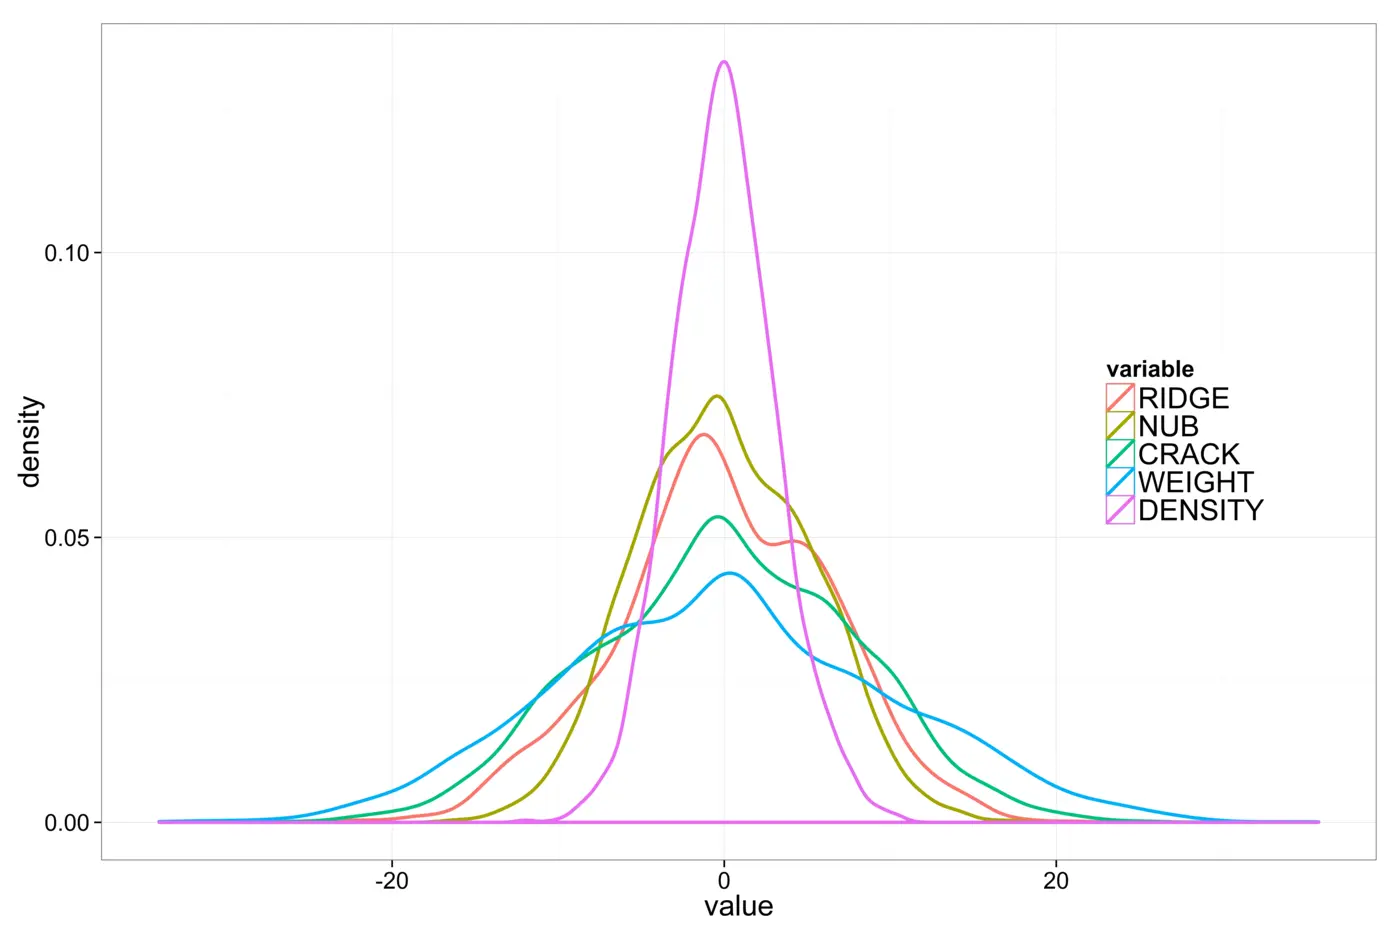 0.10
0.05
0.00
density
-20
0
20
value
variable
RIDGE
NUB
CRACK
WEIGHT
DENSITY